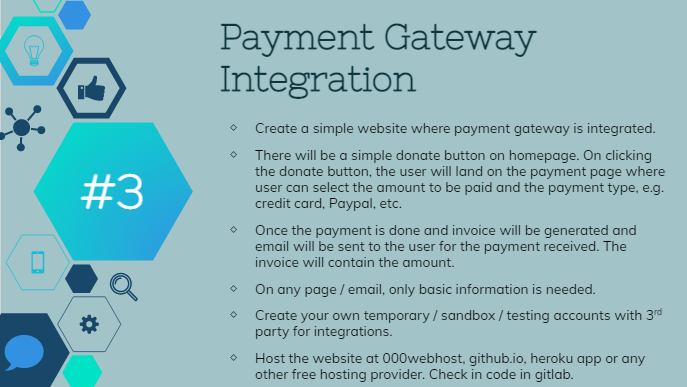 Payment Gateway
Integration
#3
Create a simple website where payment gateway is integrated.
There will be a simple donate button on homepage. On clicking
the donate button, the user will land on the payment page where
user can select the amount to be paid and the payment type, e.g.
credit card, Paypal, etc.
Once the payment is done and invoice will be generated and
email will be sent to the user for the payment received. The
invoice will contain the amount.
On any page / email, only basic information is needed.
Create your own temporary / sandbox / testing accounts with 3rd
party for integrations.
Host the website at 000webhost, github.io, heroku app or any
other free hosting provider. Check in code in gitlab.